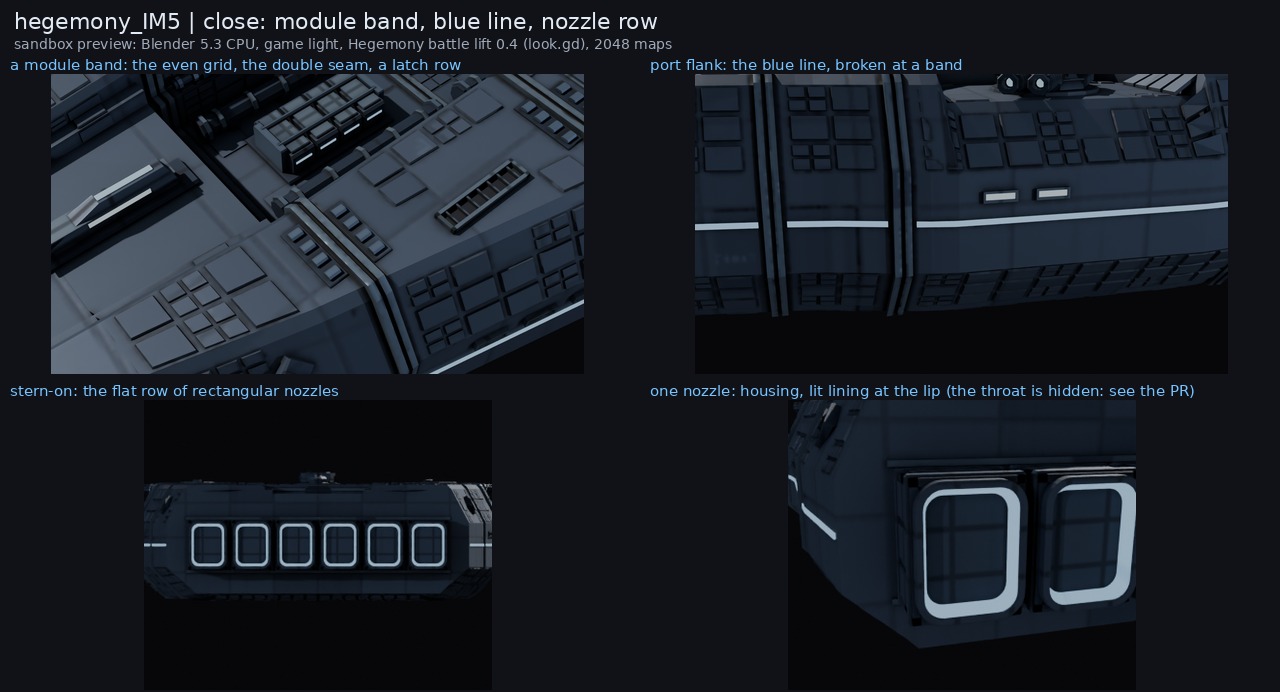 hegemony_IM5 | close: module band, blue line, nozzle row
sandbox preview: Blender 5.3 CPU, game light, Hegemony battle lift 0.4 (look.gd), 2048 maps
a module band: the even grid, the double seam, a latch row
port flank: the blue line, broken at a band
stern-on: the flat row of rectangular nozzles
one nozzle: housing, lit lining at the lip (the throat is hidden: see the PR)